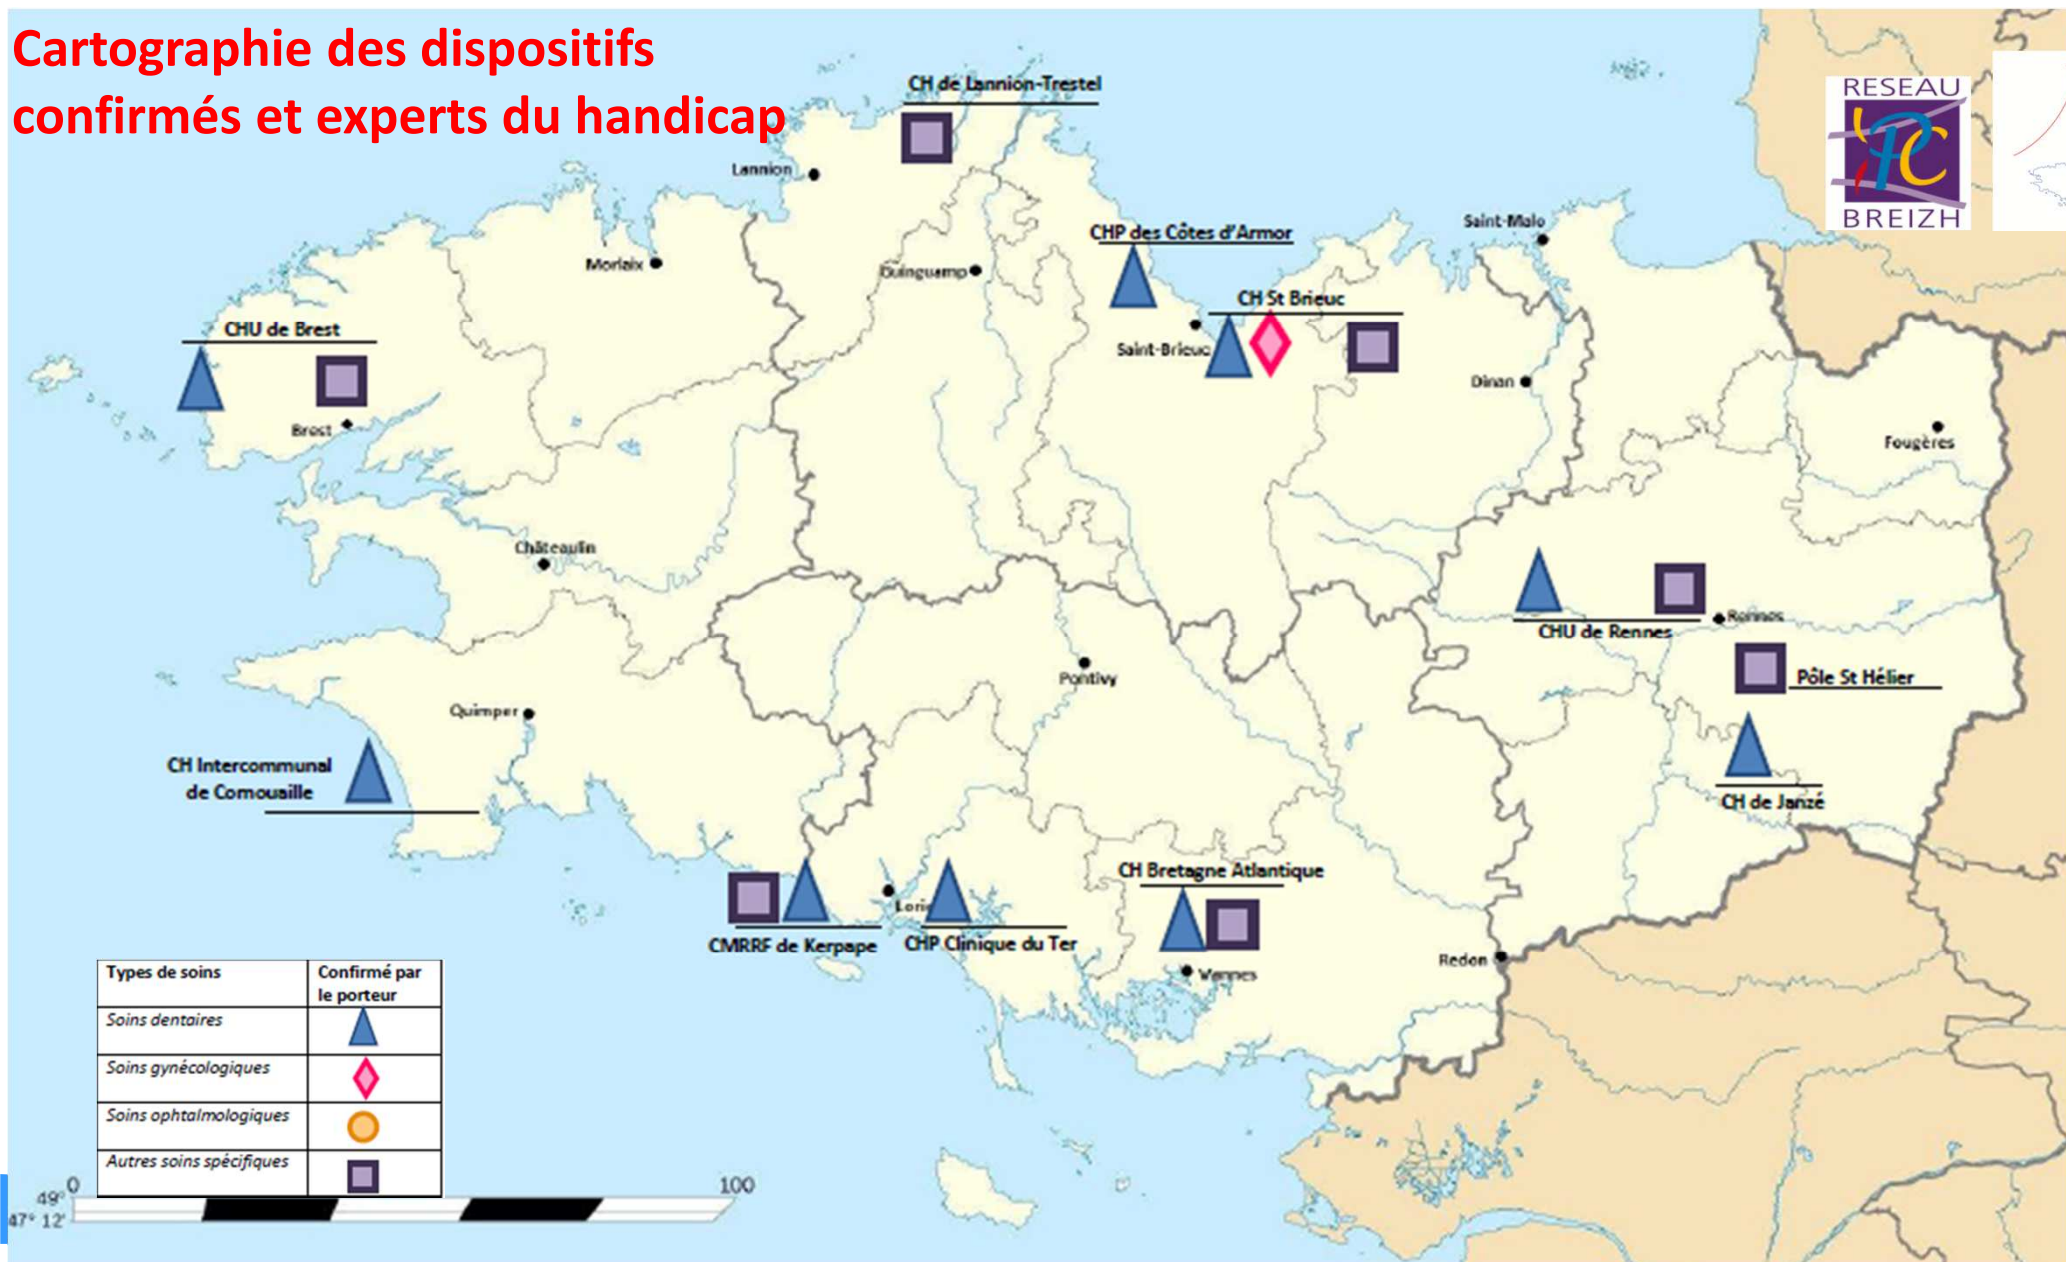 Cartographie des dispositifs
confirmés et experts du handicap
CH de Lannion-Trestel
RESEAU
PC
BREIZH
Lannion
Saint-Malo
CHP des Côtes d'Armor
Morlaix
Guinguamp
CH St Brieuc
CHU de Brest
Saint-Brieuc
Dinan
Brest
Fougères
Châteaulin
Rennes
CHU de Rennes
Pôle St Hélier
Pontivy
Quimper
CH Intercommunal
de Cornouaille
CH de Janzé
CH Bretagne Atlantique
Lorie
CMRRF de Kerpape
CHP Clinique du Ter
Redon
Vannes
Types de soins
Confirmé par
le porteur
Soins dentaires
Soins gynécologiques
Soins ophtalmologiques
Autres soins spécifiques
0
100
49°
47° 12'